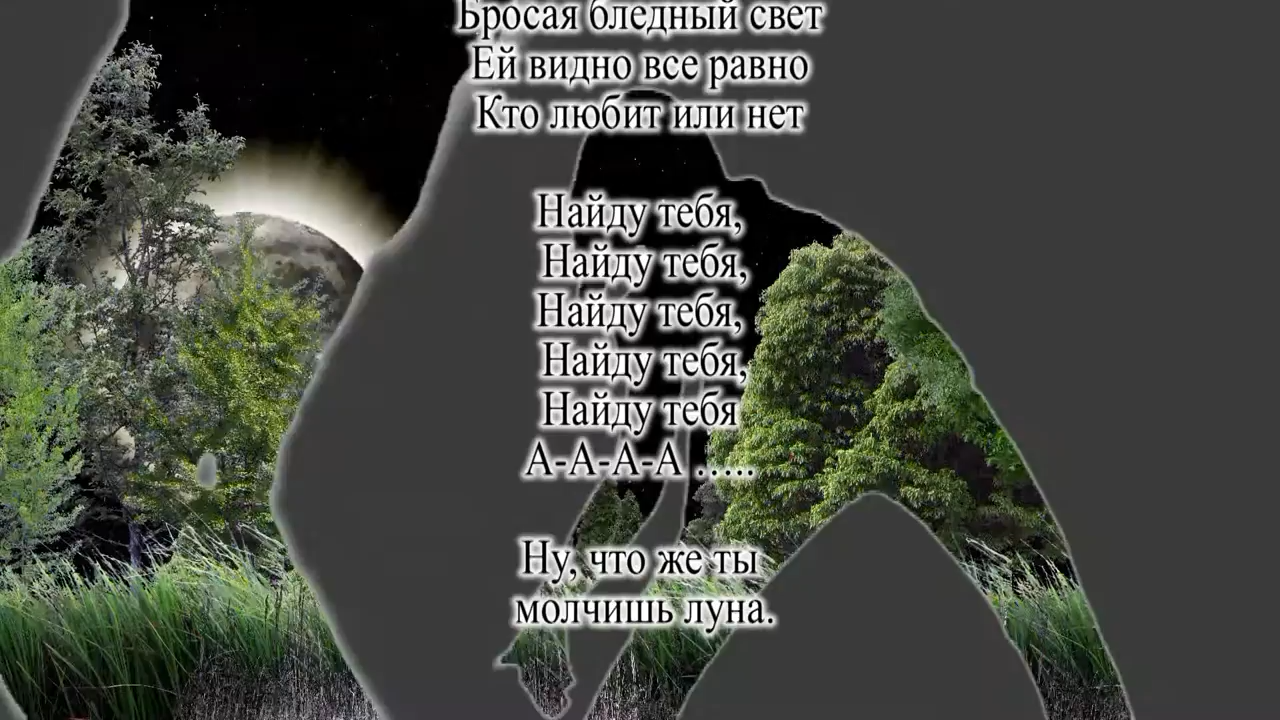 Бросая бледный свет
Ей видно все равно
Кто любит или нет
Найду тебя,
Найду тебя,
Найду тебя,
Найду тебя,
Найду тебя
А-А-А-А .....
Ну, что же ты
молчишь луна.